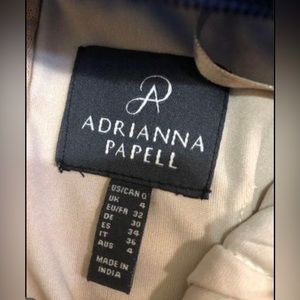 ADRIANNA
PAPELL
US/CAN 0
UK 4
EU/FR 32
DE 30
ES 34
IT 36
AUS 4
MADE IN
INDIA